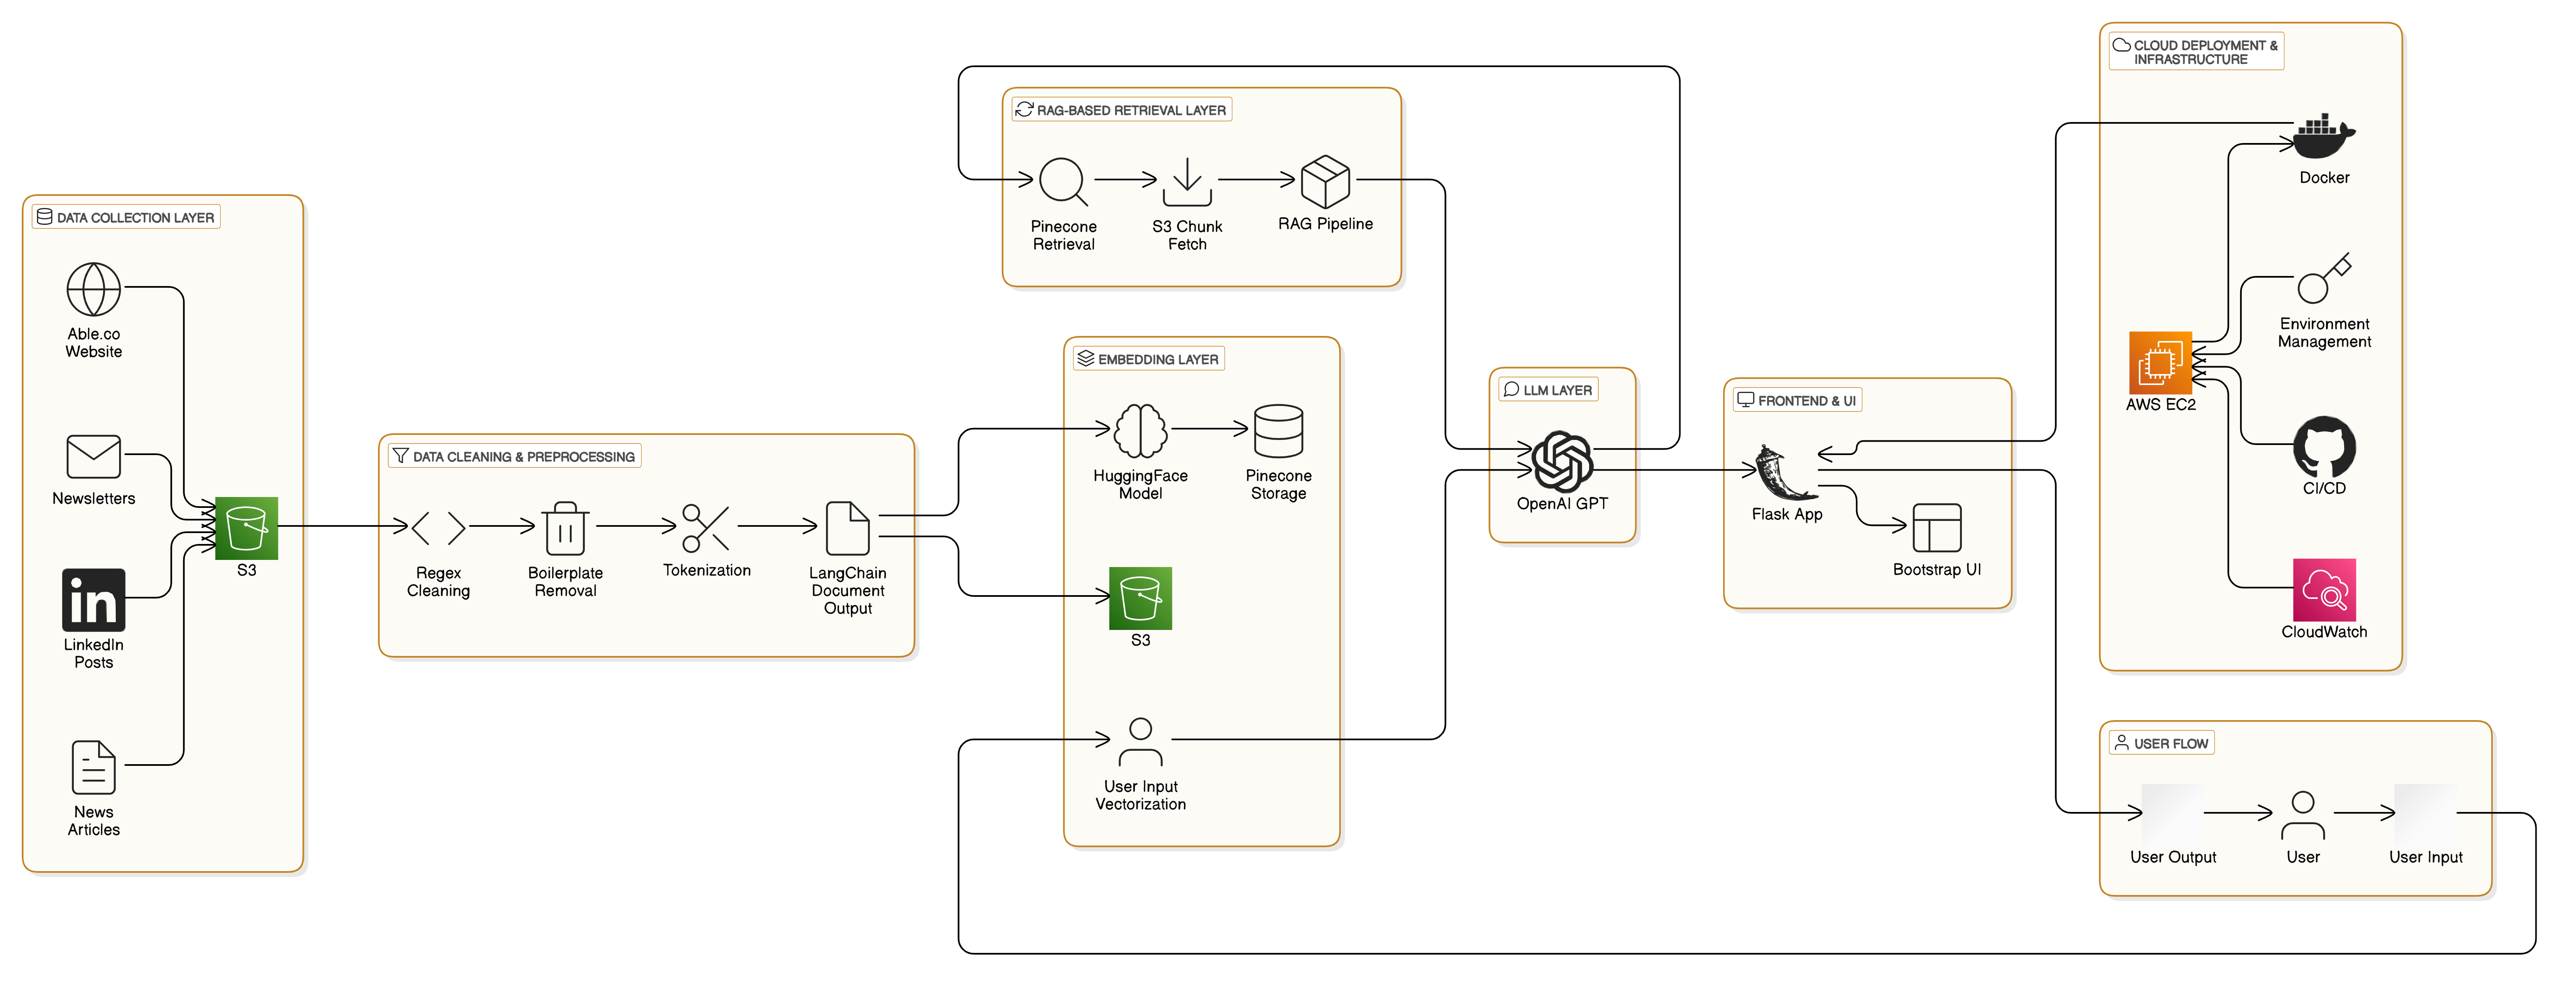 DATA COLLECTION LAYER
Able.co
Website
Newsletters
in
LinkedIn
Posts
News
Articles
S3
DATA CLEANING & PREPROCESSING
Regex
Cleaning
Boilerplate
Removal
Tokenization
LangChain
Document
Output
RAG-BASED RETRIEVAL LAYER
Pinecone
Retrieval
S3 Chunk
Fetch
RAG Pipeline
EMBEDDING LAYER
HuggingFace
Model
Pinecone
Storage
S3
User Input
Vectorization
LLM LAYER
OpenAI GPT
FRONTEND & UI
Flask App
Bootstrap UI
CLOUD DEPLOYMENT &
INFRASTRUCTURE
Docker
Environment
Management
AWS EC2
CI/CD
CloudWatch
USER FLOW
User Output
User
User Input